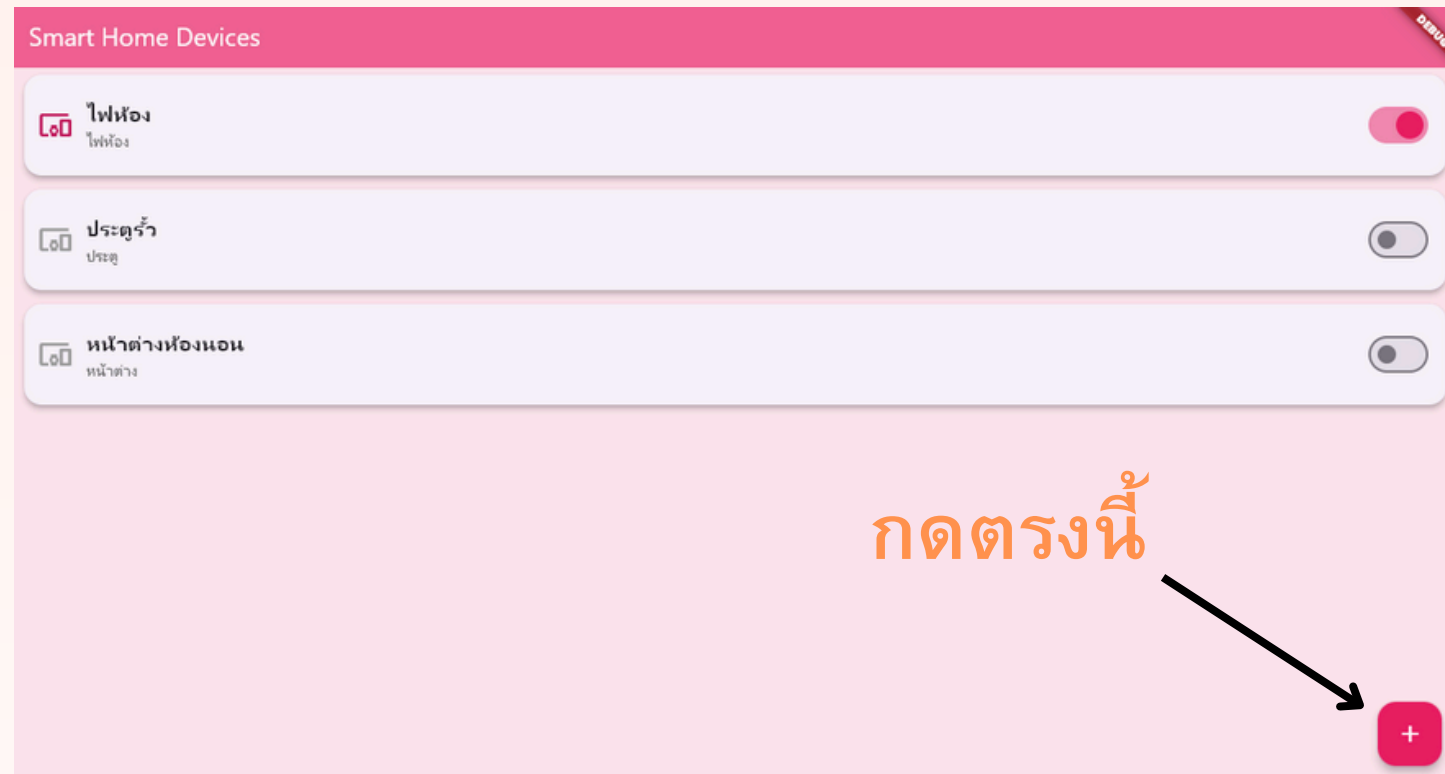 Smart Home Devices
DEBUG
ไฟห้อง
ไฟห้อง
ประตูรั้ว
ประตู
หน้าต่างห้องนอน
หน้าต่าง
กดตรงนี้
+